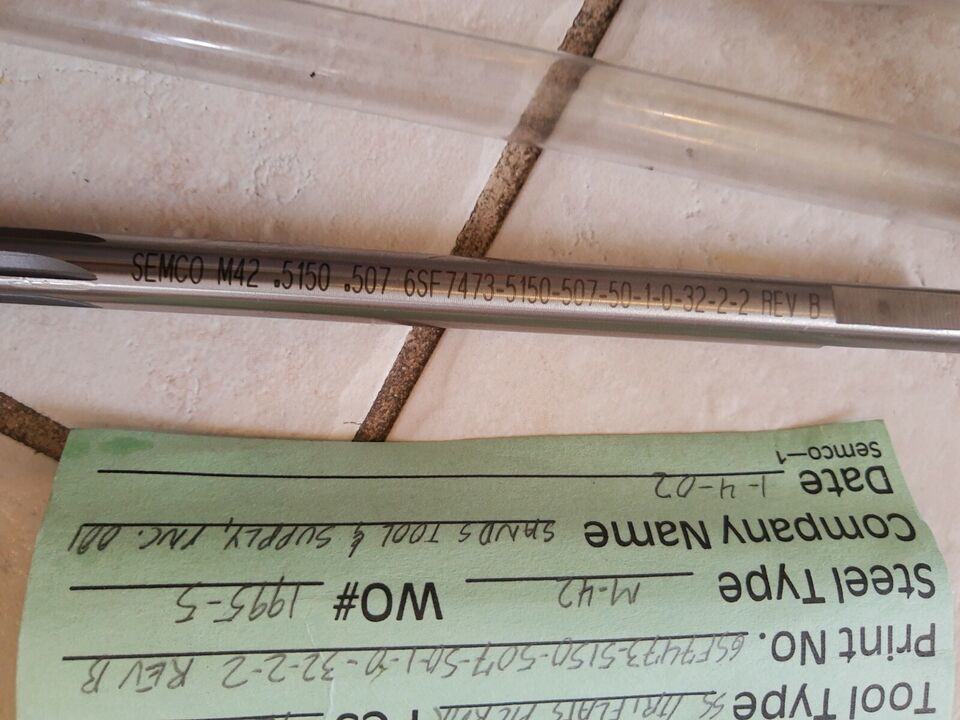 SEMCO M42 .5150 .507 6SF7473-5150-507-50-1-0-32-2-2 REV B
Tool Type
Print No. 6SF7473-5150-507-50-1-0-32-2-2 REV B
Steel Type M-42 WO# 1995-5
Company Name SANDS TOOL & SUPPLY, INC. 001
Date 1-4-02
Semco-1